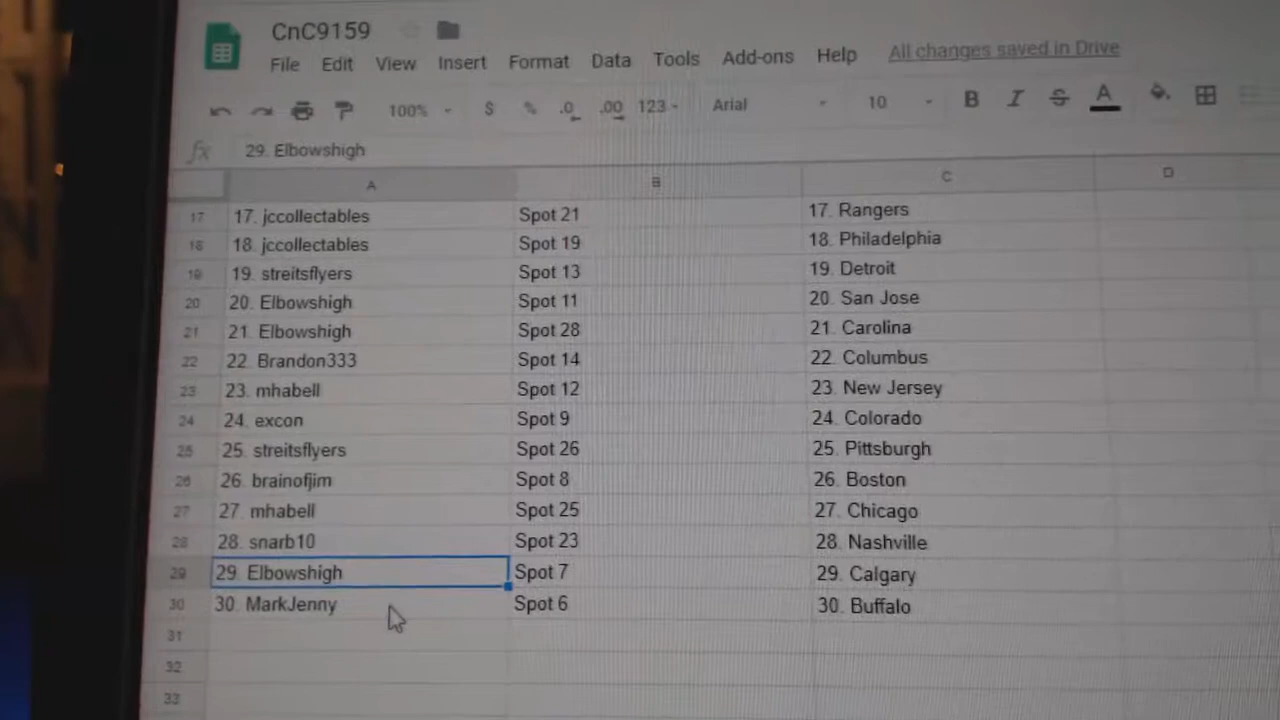 CnC9159
File Edit View Insert Format Data Tools Add-ons Help All changes saved in Drive
100% $ % .0 .00 123 Arial 10 B I S A
fx 29. Elbowshigh
A B C D
17 17. jccollectables Spot 21 17. Rangers
18 18. jccollectables Spot 19 18. Philadelphia
19 19. streitsflyers Spot 13 19. Detroit
20 20. Elbowshigh Spot 11 20. San Jose
21 21. Elbowshigh Spot 28 21. Carolina
22 22. Brandon333 Spot 14 22. Columbus
23 23. mhabell Spot 12 23. New Jersey
24 24. excon Spot 9 24. Colorado
25 25. streitsflyers Spot 26 25. Pittsburgh
26 26. brainofjim Spot 8 26. Boston
27 27. mhabell Spot 25 27. Chicago
28 28. snarb10 Spot 23 28. Nashville
29 29. Elbowshigh Spot 7 29. Calgary
30 30. MarkJenny Spot 6 30. Buffalo
31
32
33